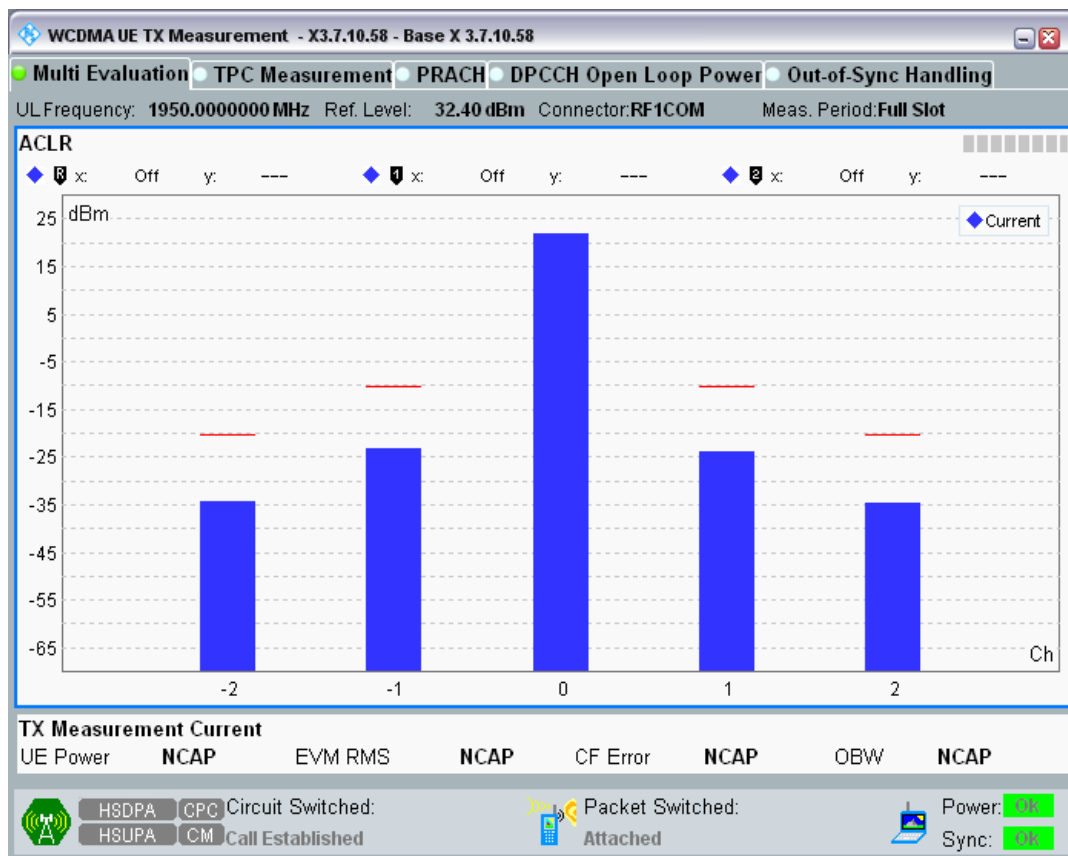 WCDMA UE TX Measurement - X3.7.10.58 - Base X 3.7.10.58
Multi Evaluation TPC Measurement PRACH DPCCH Open Loop Power Out-of-Sync Handling
UL Frequency: 1950.0000000 MHz Ref. Level: 32.40 dBm Connector:RF1COM Meas. Period:Full Slot
ACLR
R x: Off y: --- 1 x: Off y: --- 2 x: Off y: ---
dBm
Current
25
15
5
-5
-15
-25
-35
-45
-55
-65
Ch
-2 -1 0 1 2
TX Measurement Current
UE Power NCAP EVM RMS NCAP CF Error NCAP OBW NCAP
HSDPA CPC Circuit Switched: Packet Switched: Power: OK
HSUPA CM Call Established Attached Sync: OK